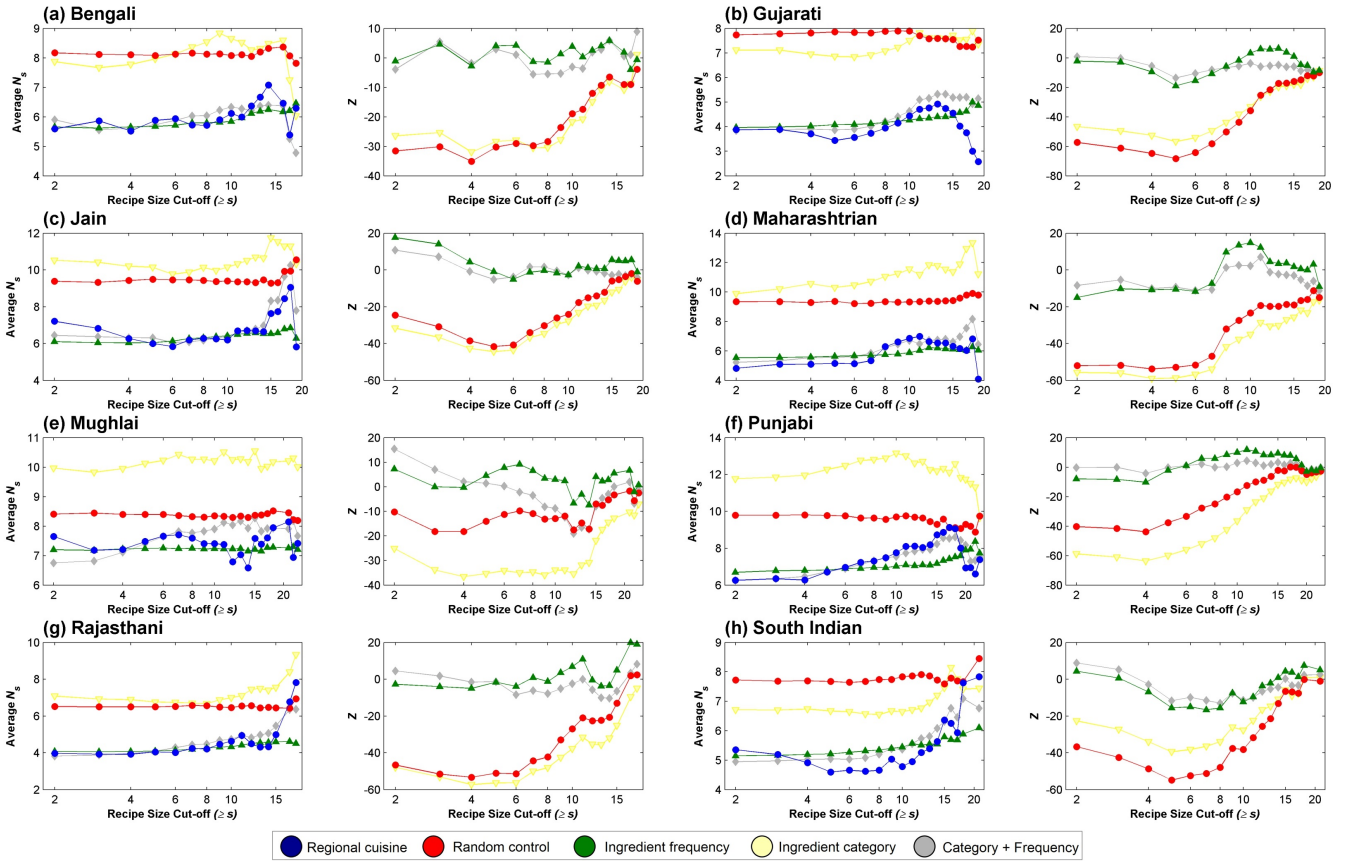 (a) Bengali
(b) Gujarati
9
8
7
6
5
4
Average Ns
2 4 6 8 10 15
Recipe Size Cut-off (≥ s)
20
10
0
-10
-20
-30
-40
Z
2 4 6 8 10 15
Recipe Size Cut-off (≥ s)
8
7
6
5
4
3
2
Average Ns
2 4 6 8 10 15 20
Recipe Size Cut-off (≥ s)
40
20
0
-20
-40
-60
-80
Z
2 4 6 8 10 15 20
Recipe Size Cut-off (≥ s)
(c) Jain
(d) Maharashtrian
12
10
8
6
4
Average Ns
2 4 6 8 10 15 20
Recipe Size Cut-off (≥ s)
20
0
-20
-40
-60
Z
2 4 6 8 10 15 20
Recipe Size Cut-off (≥ s)
14
12
10
8
6
4
Average Ns
2 4 6 8 10 15 20
Recipe Size Cut-off (≥ s)
20
0
-20
-40
-60
Z
2 4 6 8 10 15 20
Recipe Size Cut-off (≥ s)
(e) Mughlai
(f) Punjabi
11
10
9
8
7
6
Average Ns
2 4 6 8 10 15 20
Recipe Size Cut-off (≥ s)
20
10
0
-10
-20
-30
-40
Z
2 4 6 8 10 15 20
Recipe Size Cut-off (≥ s)
14
12
10
8
6
Average Ns
2 4 6 8 10 15 20
Recipe Size Cut-off (≥ s)
20
0
-20
-40
-60
-80
Z
2 4 6 8 10 15 20
Recipe Size Cut-off (≥ s)
(g) Rajasthani
(h) South Indian
10
8
6
4
2
Average Ns
2 4 6 8 10 15
Recipe Size Cut-off (≥ s)
20
0
-20
-40
-60
Z
2 4 6 8 10 15
Recipe Size Cut-off (≥ s)
9
8
7
6
5
4
Average Ns
2 4 6 8 10 15 20
Recipe Size Cut-off (≥ s)
20
0
-20
-40
-60
Z
2 4 6 8 10 15 20
Recipe Size Cut-off (≥ s)
Regional cuisine Random control Ingredient frequency Ingredient category Category + Frequency